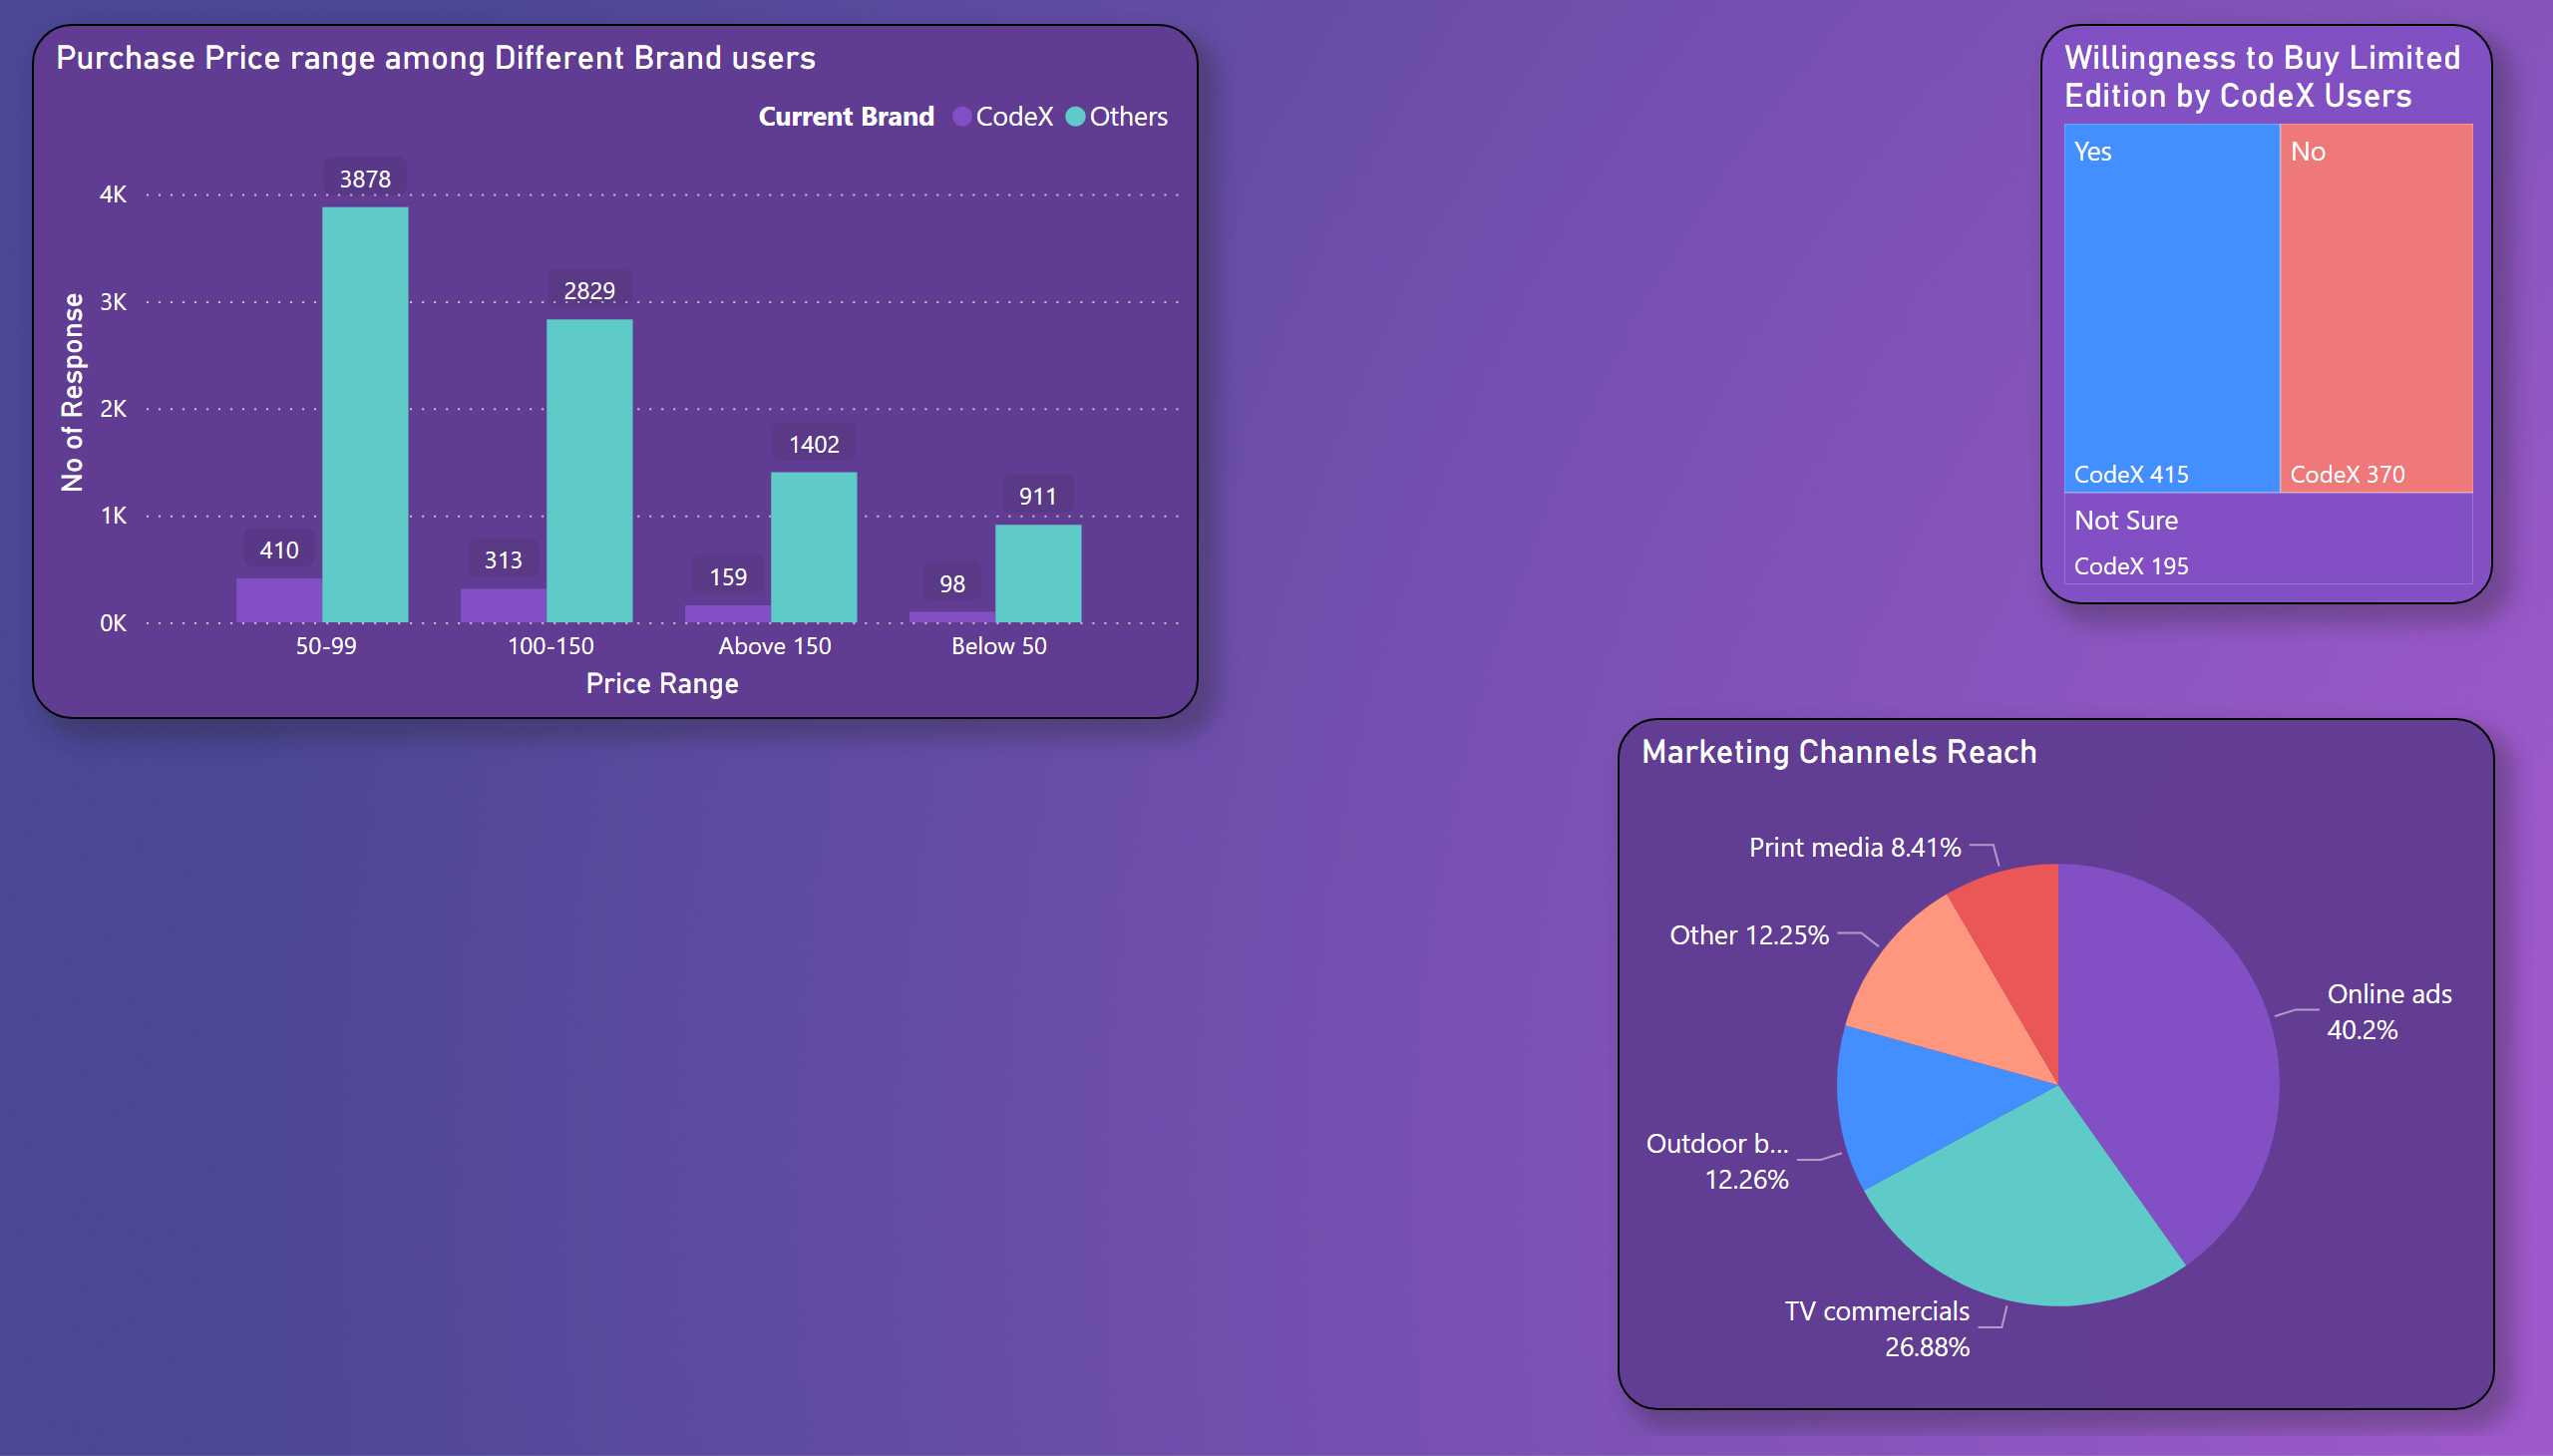 Purchase Price range among Different Brand users
Current Brand CodeX Others
4K
3K
2K
1K
0K
No of Response
3878
2829
1402
911
410
313
159
98
50-99 100-150 Above 150 Below 50
Price Range
Willingness to Buy Limited
Edition by CodeX Users
Yes
CodeX 415
No
CodeX 370
Not Sure
CodeX 195
Marketing Channels Reach
Print media 8.41%
Other 12.25%
Online ads
40.2%
Outdoor b...
12.26%
TV commercials
26.88%